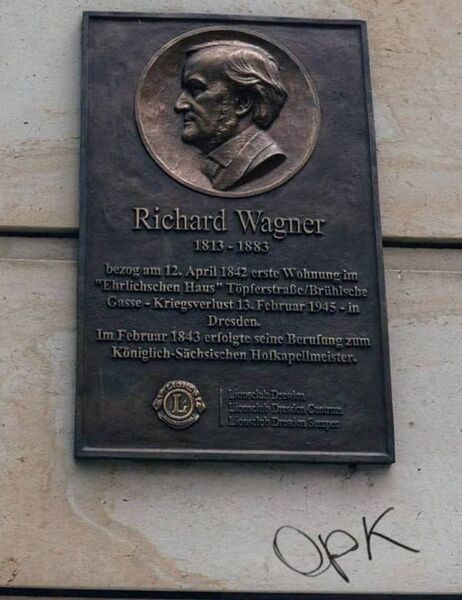 Richard Wagner
1813 - 1883
bezog am 12. April 1842 erste Wohnung im
"Ehrlichschen Haus" Töpferstraße/Brühlsche
Gasse - Kriegsverlust 13. Februar 1945 - in
Dresden.
Im Februar 1843 erfolgte seine Berufung zum
Königlich-Sächsischen Hofkapellmeister.
LIONS
L
Lionsclub Dresden
Lionsclub Dresden Centrum
Lionsclub Dresden Semper
OPK